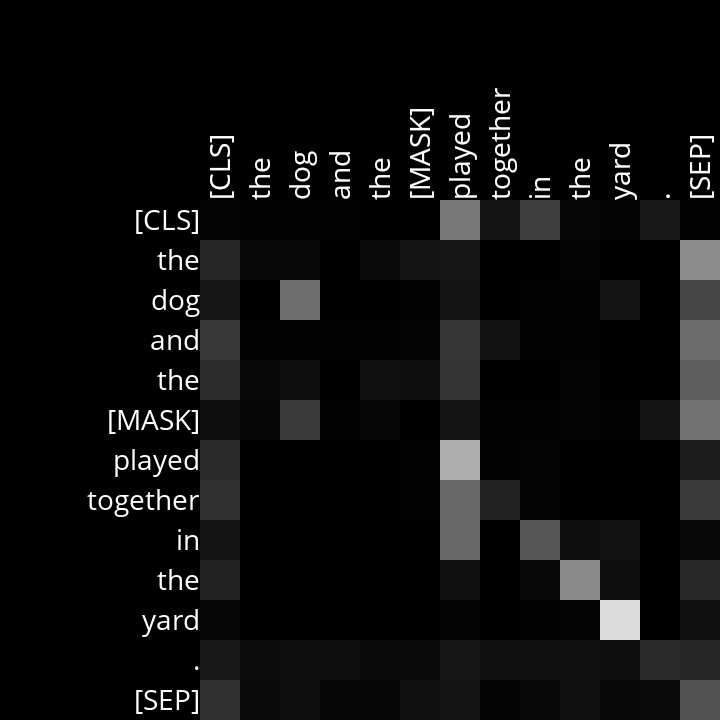 [CLS] the dog and the [MASK] played together in the yard . [SEP]
[CLS]
the
dog
and
the
[MASK]
played
together
in
the
yard
.
[SEP]